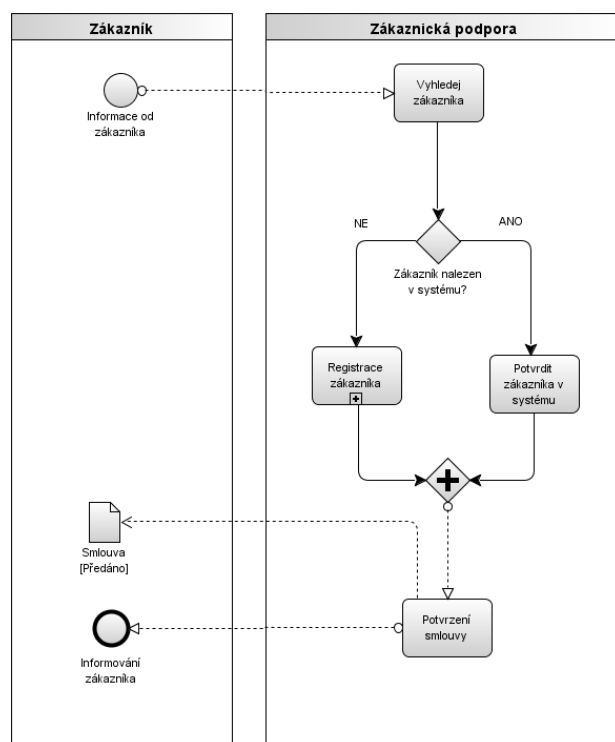 Zákazník
Zákaznická podpora
Informace od
zákazníka
Vyhledej
zákazníka
NE
ANO
Zákazník nalezen
v systému?
Registrace
zákazníka
Potvrdit
zákazníka v
systému
Smlouva
[Předáno]
Potvrzení
smlouvy
Informování
zákazníka